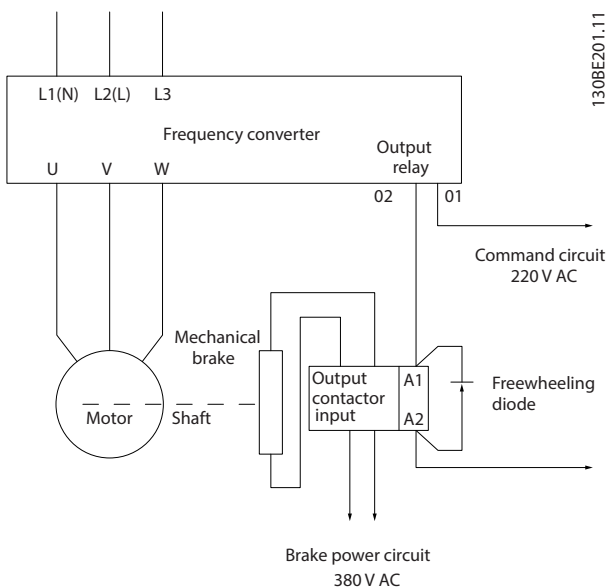 130BE201.11
L1(N) L2(L) L3
Frequency converter
Output
relay
U V W
02 01
Command circuit
220 V AC
Mechanical
brake
Output
contactor
input
A1
A2
Freewheeling
diode
Motor Shaft
Brake power circuit
380 V AC